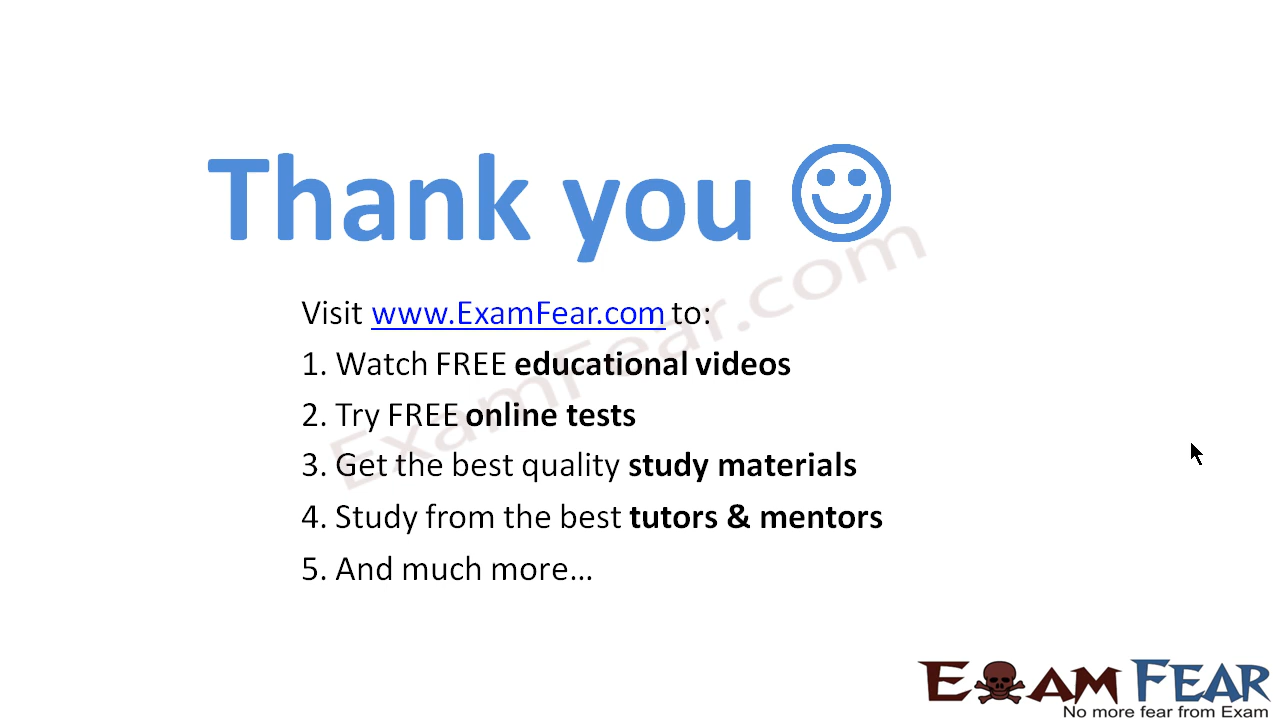 Thank you
Visit www.ExamFear.com to:
1. Watch FREE educational videos
2. Try FREE online tests
3. Get the best quality study materials
4. Study from the best tutors & mentors
5. And much more…
ExamFear.com
EXAM FEAR
No more fear from Exam